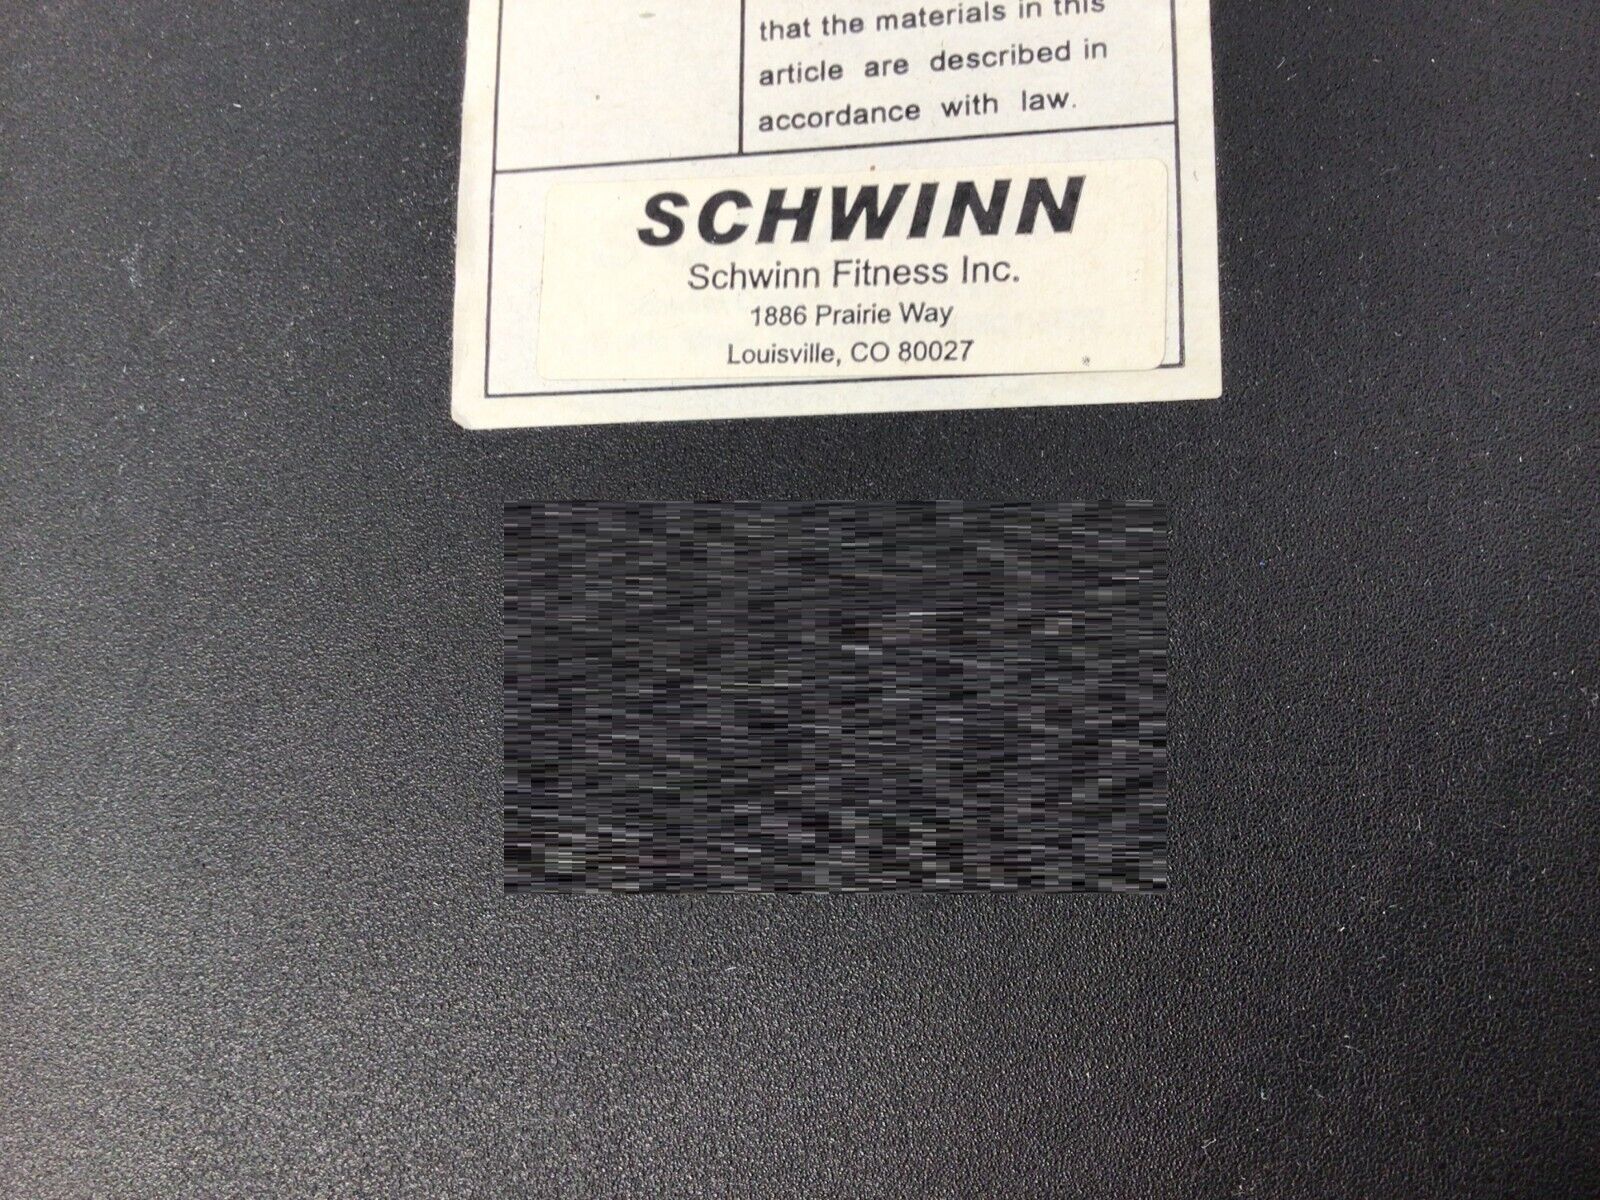 that the materials in this
article are described in
accordance with law.
SCHWINN
Schwinn Fitness Inc.
1886 Prairie Way
Louisville, CO 80027